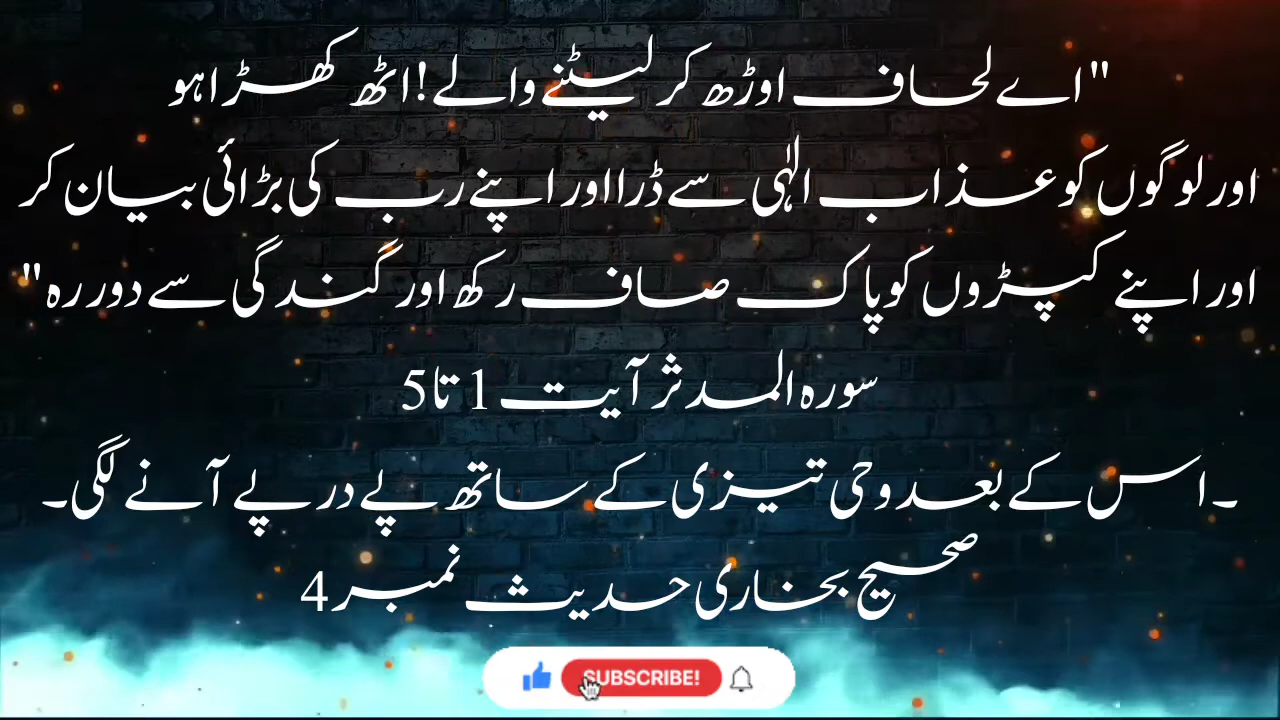 "اے لحاف اوڑھ کر لیٹنے والے! اٹھ کھڑا ہو
اور لوگوں کو عذاب الٰہی سے ڈرا اور اپنے رب کی بڑائی بیان کر
اور اپنے کپڑوں کو پاک صاف رکھ اور گندگی سے دور رہ"
سورہ المدثر آیت 1 تا 5
۔اس کے بعد وحی تیزی کے ساتھ پے در پے آنے لگی۔
صحیح بخاری حدیث نمبر 4
SUBSCRIBE!